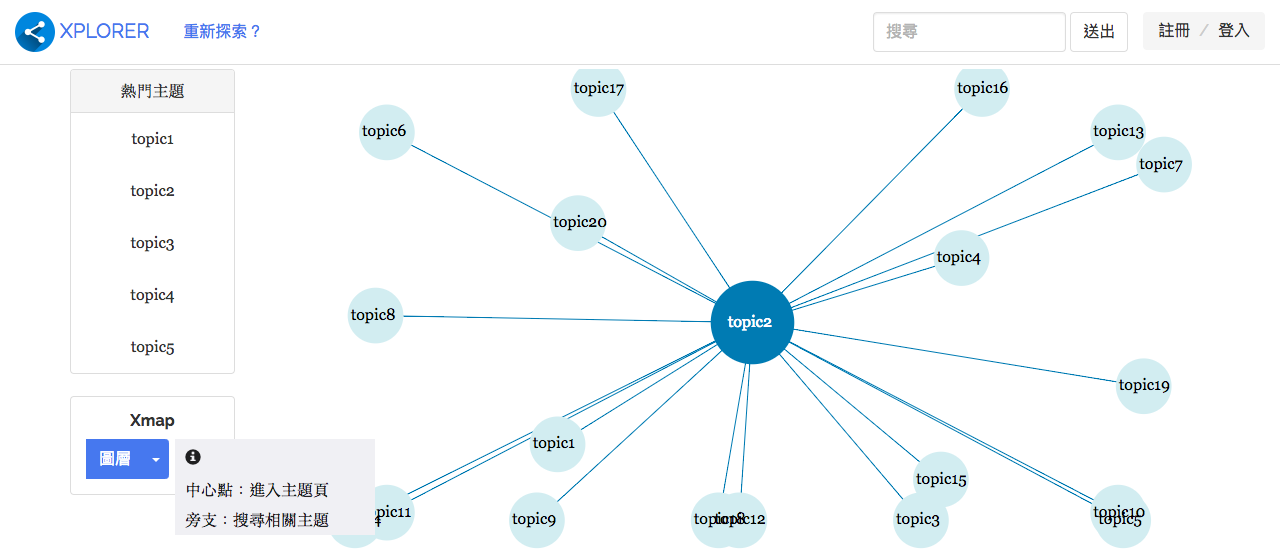 XPLORER
重新探索？
搜尋
送出
註冊 / 登入
熱門主題
topic1
topic2
topic3
topic4
topic5
Xmap
圖層
中心點：進入主題頁
旁支：搜尋相關主題
topic17
topic16
topic6
topic13
topic7
topic20
topic4
topic8
topic2
topic19
topic1
topic15
topic9
topic12
topic3
topic10
topic5